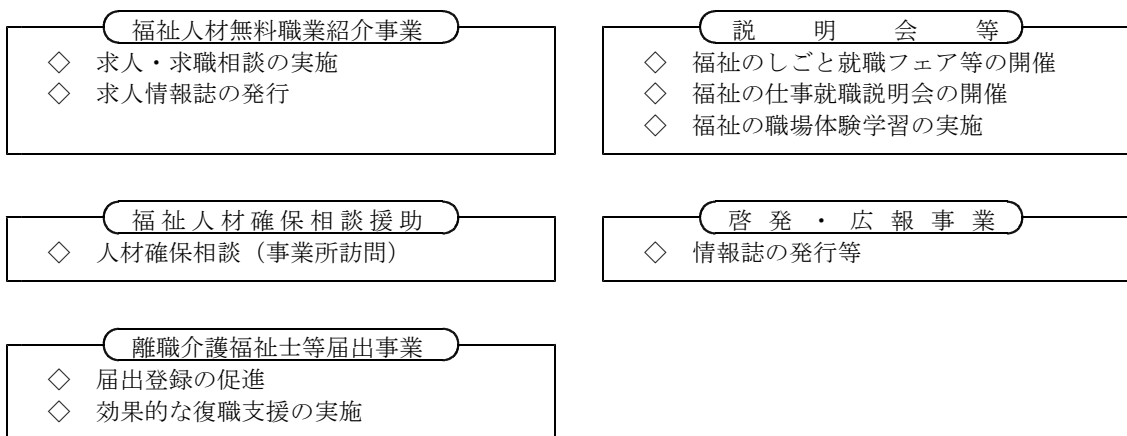 福祉人材無料職業紹介事業
◇ 求人・求職相談の実施
◇ 求人情報誌の発行
説明会等
◇ 福祉のしごと就職フェア等の開催
◇ 福祉の仕事就職説明会の開催
◇ 福祉の職場体験学習の実施
福祉人材確保相談援助
◇ 人材確保相談（事業所訪問）
啓発・広報事業
◇ 情報誌の発行等
離職介護福祉士等届出事業
◇ 届出登録の促進
◇ 効果的な復職支援の実施